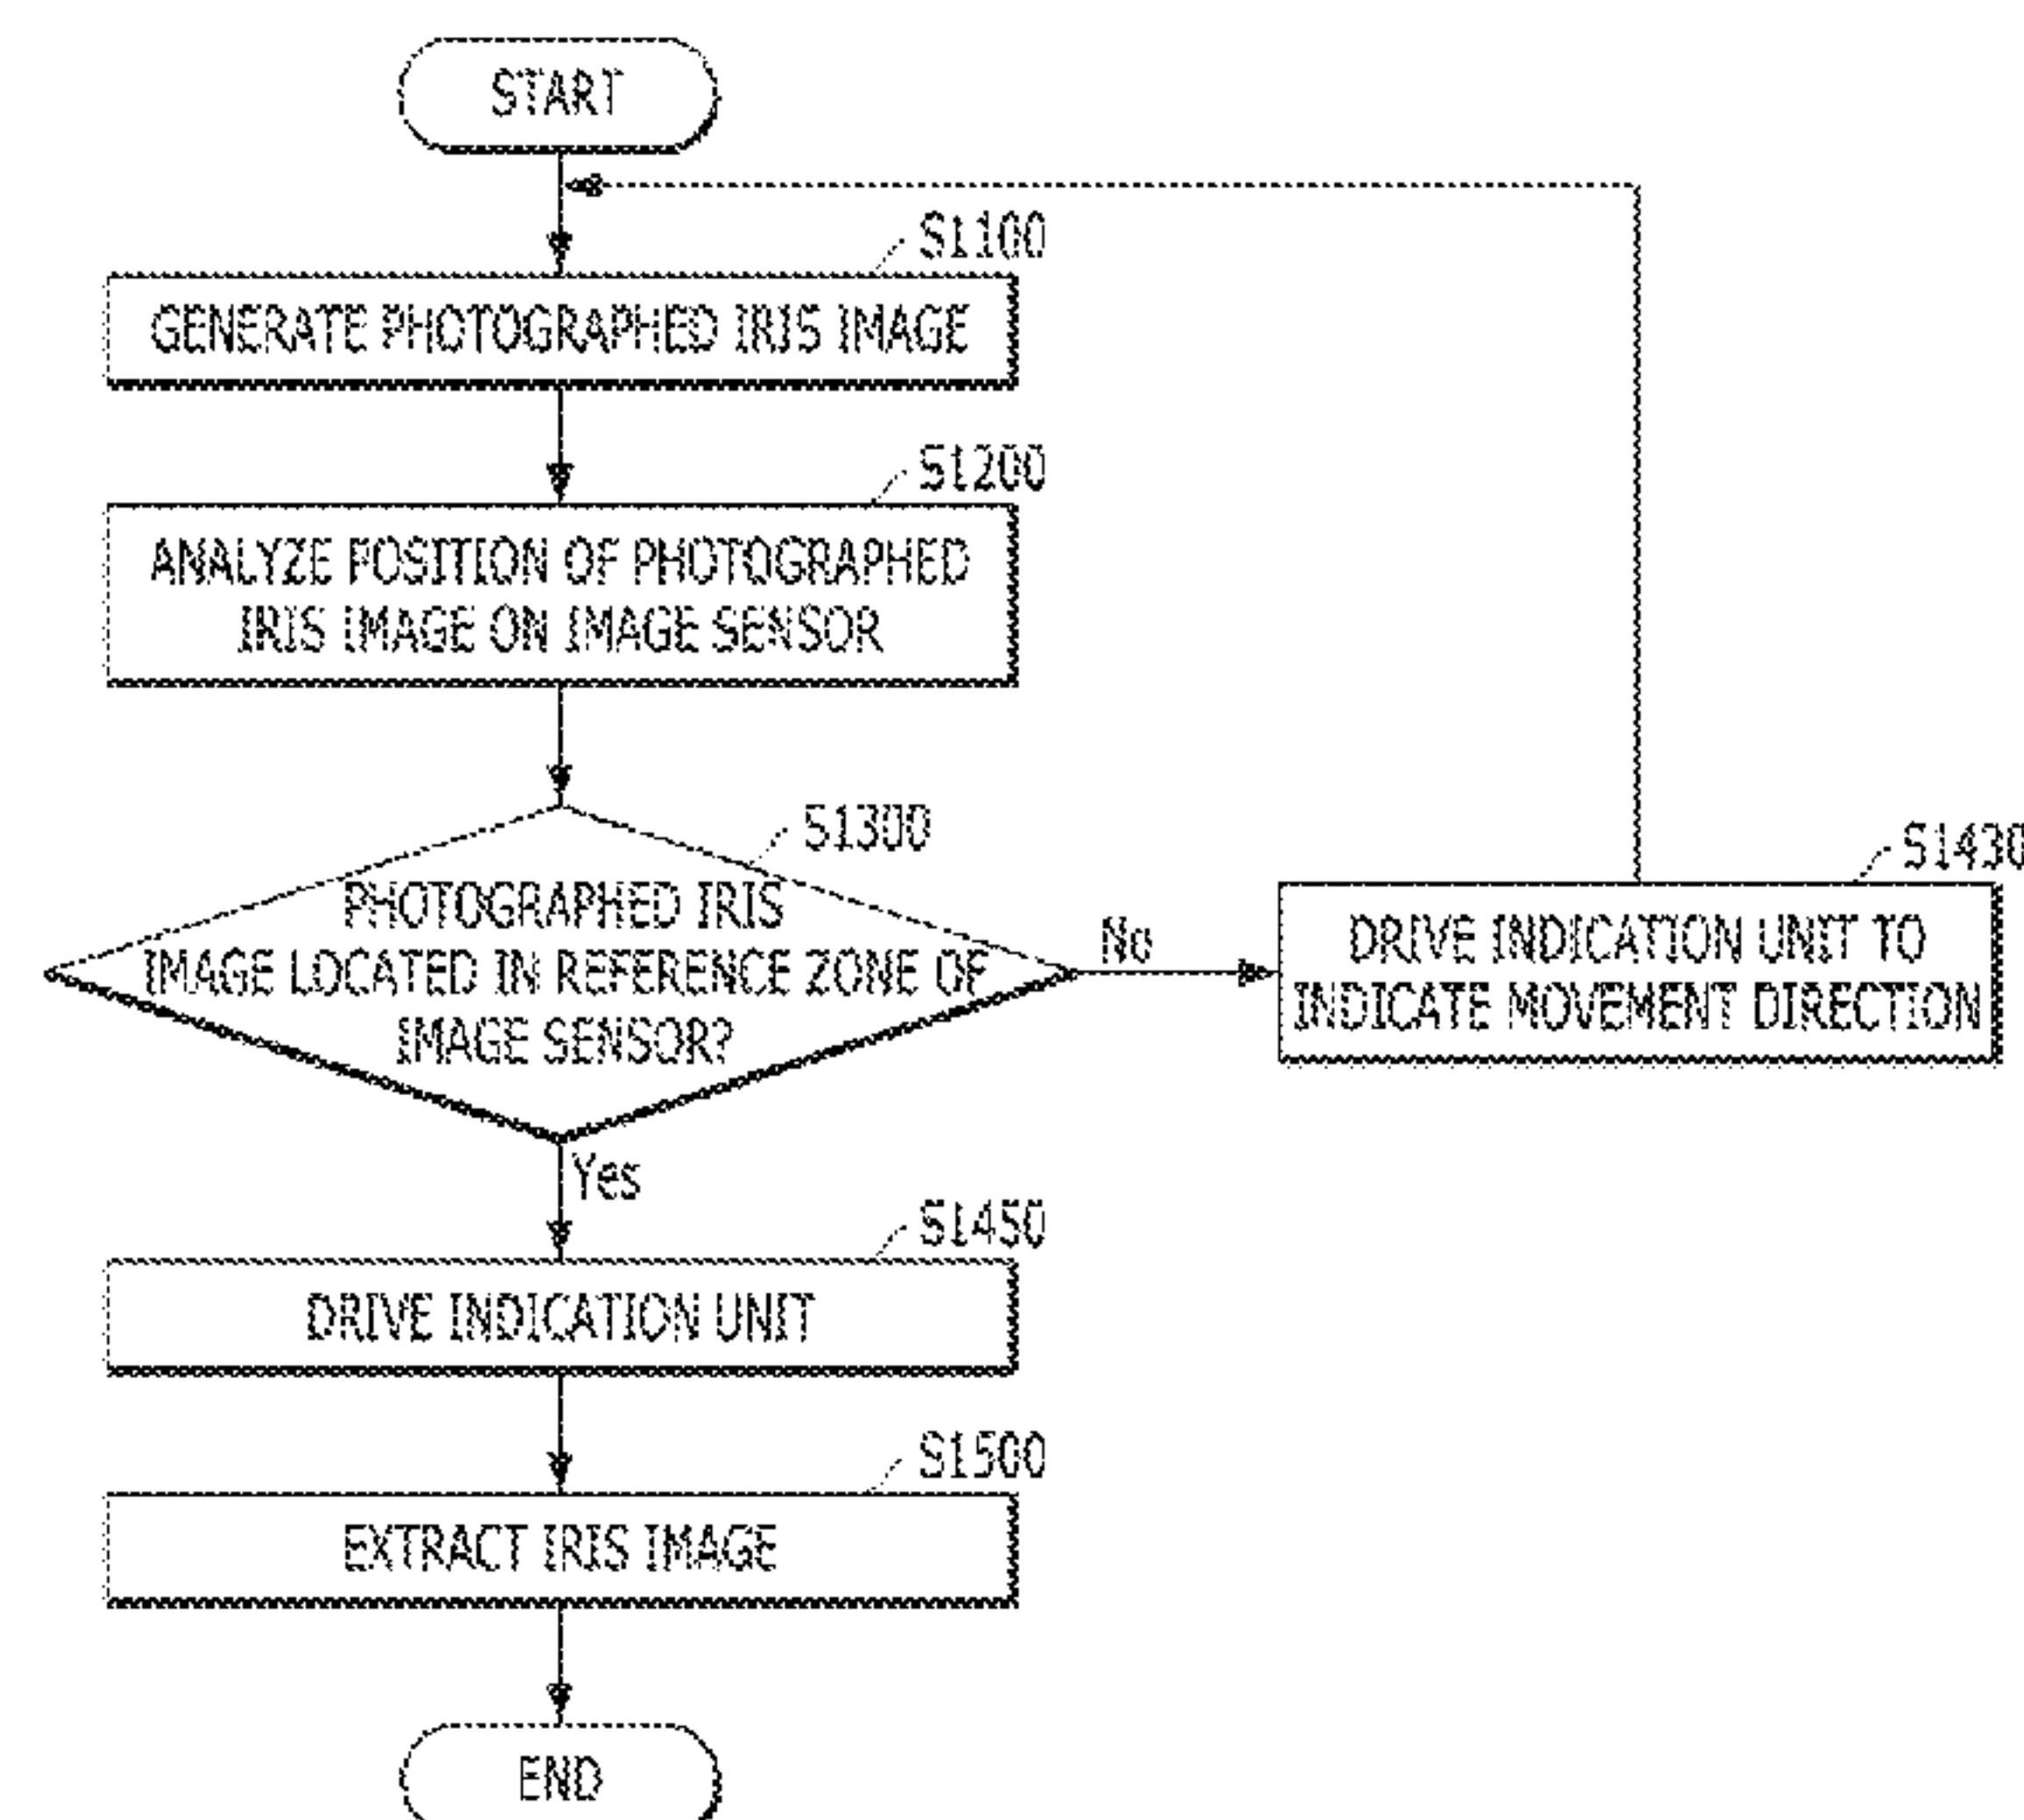 START
S1100
GENERATE PHOTOGRAPHED IRIS IMAGE
S1200
ANALYZE POSITION OF PHOTOGRAPHED
IRIS IMAGE ON IMAGE SENSOR
S1300
PHOTOGRAPHED IRIS
IMAGE LOCATED IN REFERENCE ZONE OF
IMAGE SENSOR?
No
S1430
DRIVE INDICATION UNIT TO
INDICATE MOVEMENT DIRECTION
Yes
S1450
DRIVE INDICATION UNIT
S1500
EXTRACT IRIS IMAGE
END